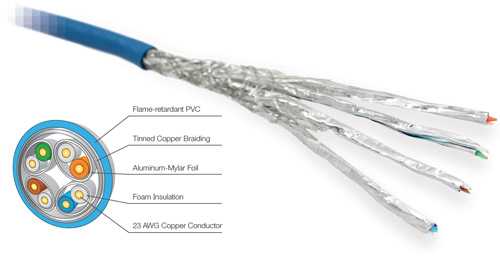 Flame-retardant PVC
Tinned Copper Braiding
Aluminum-Mylar Foil
Foam Insulation
23 AWG Copper Conductor